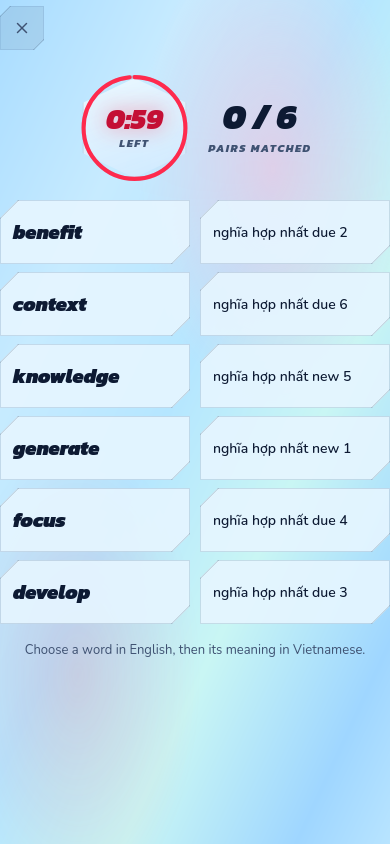 ×
0:59
LEFT
0 / 6
PAIRS MATCHED
benefit
nghĩa hợp nhất due 2
context
nghĩa hợp nhất due 6
knowledge
nghĩa hợp nhất new 5
generate
nghĩa hợp nhất new 1
focus
nghĩa hợp nhất due 4
develop
nghĩa hợp nhất due 3
Choose a word in English, then its meaning in Vietnamese.